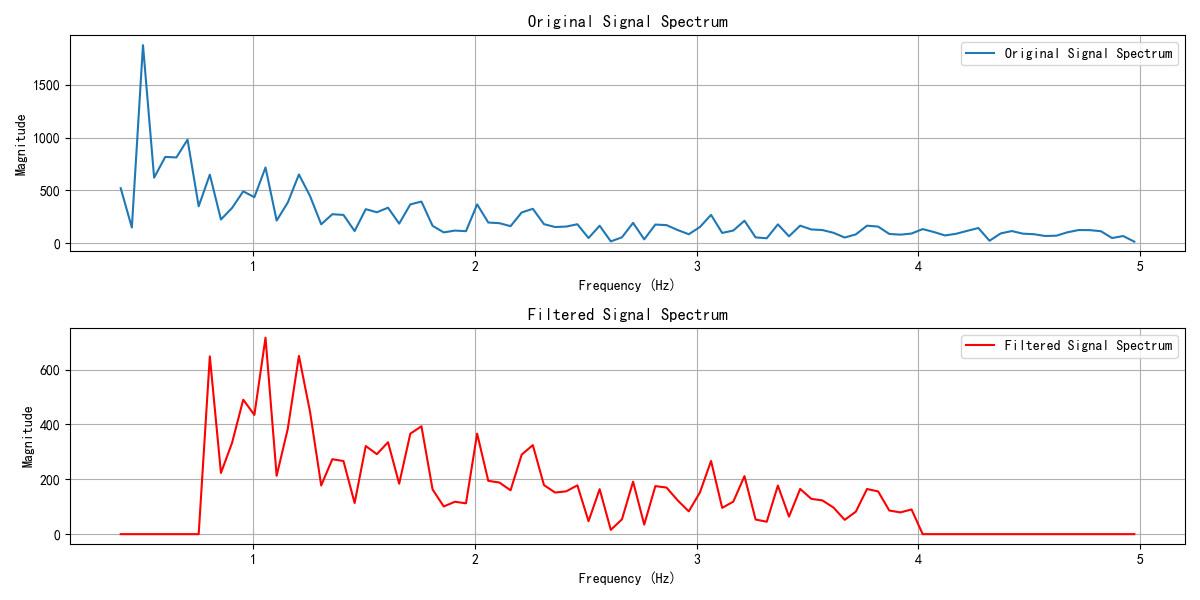 Original Signal Spectrum
Original Signal Spectrum
1500
1000
500
0
Magnitude
1 2 3 4 5
Frequency (Hz)
Filtered Signal Spectrum
Filtered Signal Spectrum
600
400
200
0
Magnitude
1 2 3 4 5
Frequency (Hz)